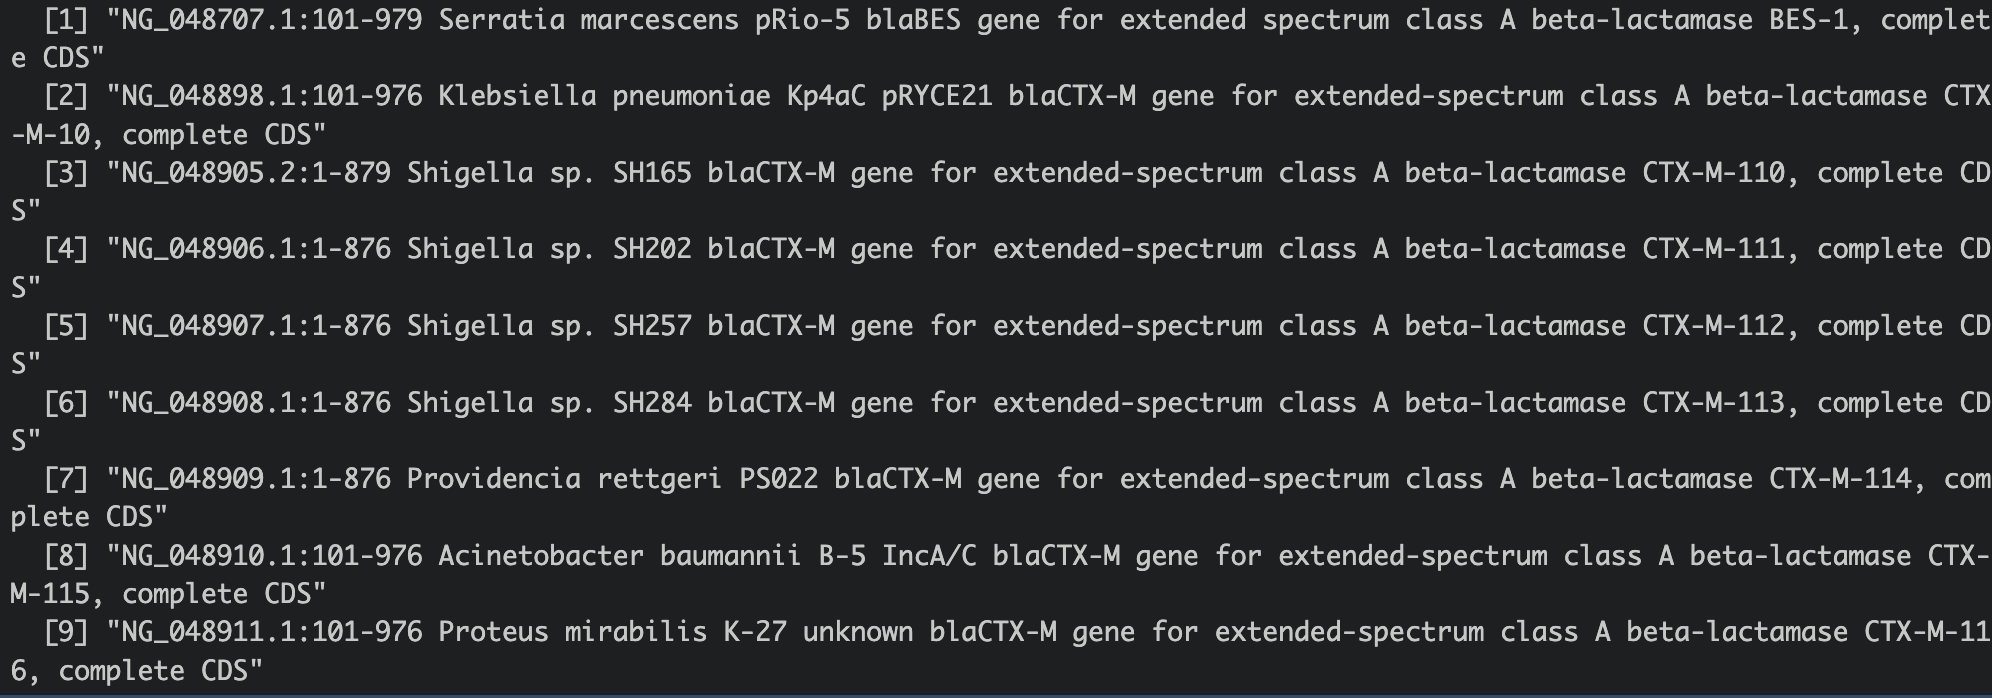 [1] "NG_048707.1:101-979 Serratia marcescens pRio-5 blaBES gene for extended spectrum class A beta-lactamase BES-1, complet
e CDS"
[2] "NG_048898.1:101-976 Klebsiella pneumoniae Kp4aC pRYCE21 blaCTX-M gene for extended-spectrum class A beta-lactamase CTX
-M-10, complete CDS"
[3] "NG_048905.2:1-879 Shigella sp. SH165 blaCTX-M gene for extended-spectrum class A beta-lactamase CTX-M-110, complete CD
S"
[4] "NG_048906.1:1-876 Shigella sp. SH202 blaCTX-M gene for extended-spectrum class A beta-lactamase CTX-M-111, complete CD
S"
[5] "NG_048907.1:1-876 Shigella sp. SH257 blaCTX-M gene for extended-spectrum class A beta-lactamase CTX-M-112, complete CD
S"
[6] "NG_048908.1:1-876 Shigella sp. SH284 blaCTX-M gene for extended-spectrum class A beta-lactamase CTX-M-113, complete CD
S"
[7] "NG_048909.1:1-876 Providencia rettgeri PS022 blaCTX-M gene for extended-spectrum class A beta-lactamase CTX-M-114, com
plete CDS"
[8] "NG_048910.1:101-976 Acinetobacter baumannii B-5 IncA/C blaCTX-M gene for extended-spectrum class A beta-lactamase CTX-
M-115, complete CDS"
[9] "NG_048911.1:101-976 Proteus mirabilis K-27 unknown blaCTX-M gene for extended-spectrum class A beta-lactamase CTX-M-11
6, complete CDS"